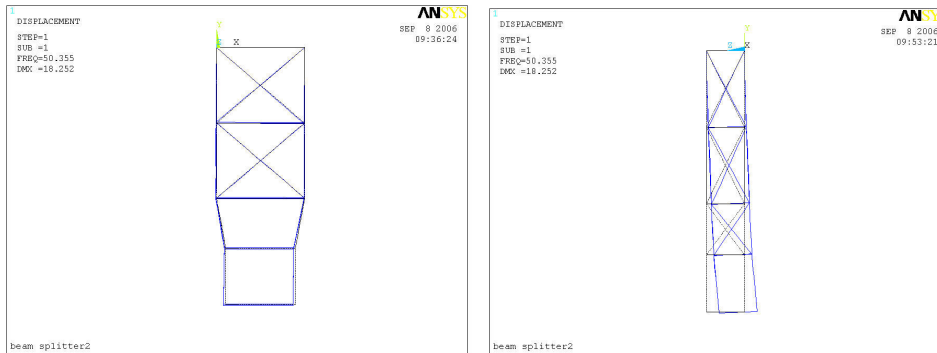 1
DISPLACEMENT
STEP=1
SUB =1
FREQ=50.355
DMX =18.252
ANSYS
SEP 8 2006
09:36:24
Y
Z X
beam splitter2
1
DISPLACEMENT
STEP=1
SUB =1
FREQ=50.355
DMX =18.252
ANSYS
SEP 8 2006
09:53:21
Y
Z X
beam splitter2